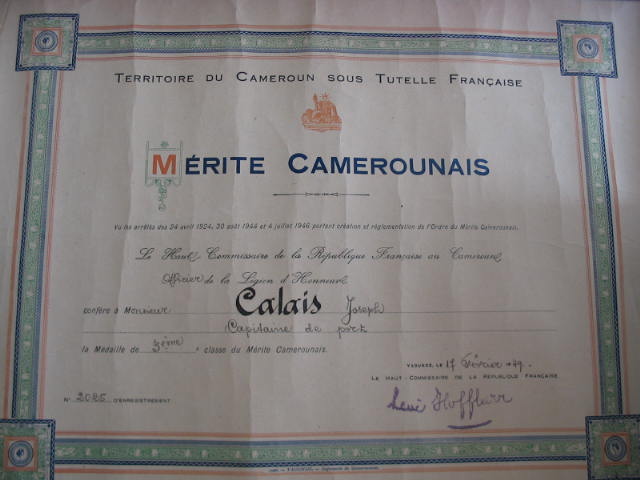 TERRITOIRE DU CAMEROUN SOUS TUTELLE FRANÇAISE
MÉRITE CAMEROUNAIS
Vu les arrêtés des 24 avril 1924, 20 août 1944 et 4 juillet 1946 portant création et réglementation de l'Ordre du Mérite Camerounais.
Le Haut Commissaire de la République Française au Cameroun,
Officier de la Légion d'Honneur,
confère à Monsieur Calais Joseph
Capitaine de port
la Médaille de 3ème classe du Mérite Camerounais.
YAOUNDÉ, LE 17 Février 49.
LE HAUT-COMMISSAIRE DE LA RÉPUBLIQUE FRANÇAISE
N° 2085 D'ENREGISTREMENT